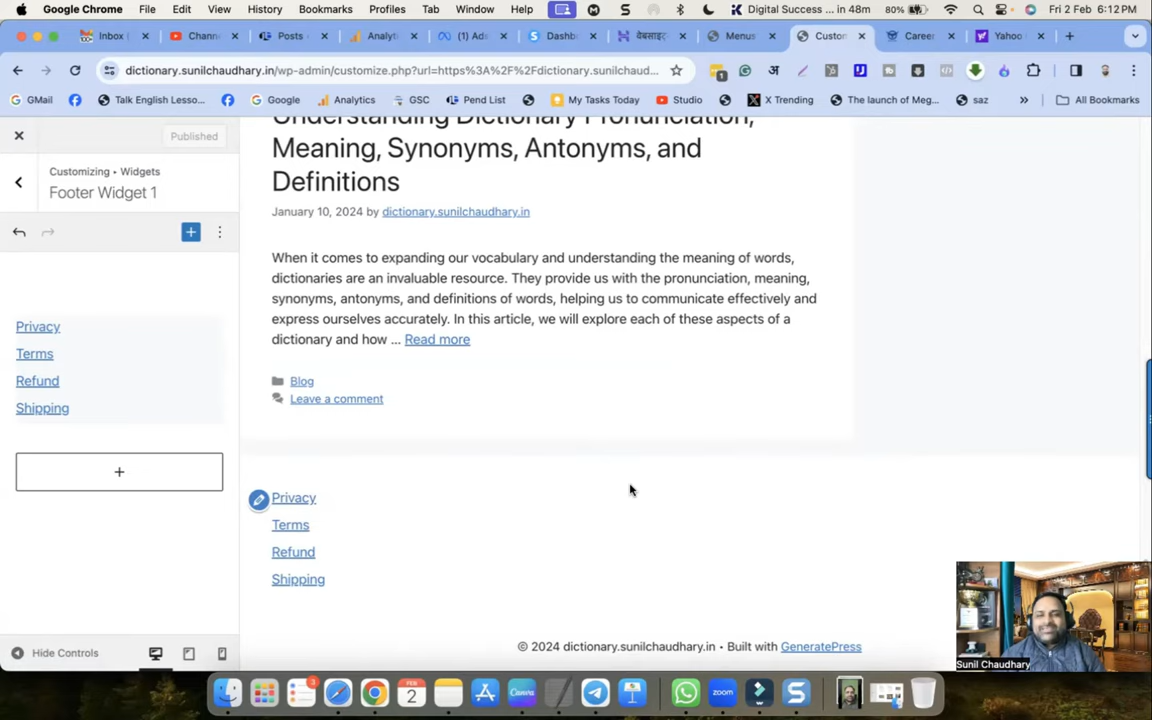 Google Chrome File Edit View History Bookmarks Profiles Tab Window Help Digital Success ... in 48m 80% Fri 2 Feb 6:12 PM
Inbox Chann Posts Analyt (1) Ad Dashb वेबसाइट Menus Custon Career Yahoo
dictionary.sunilchaudhary.in/wp-admin/customize.php?url=https%3A%2F%2Fdictionary.sunilchaud...
GMail Talk English Lesso... Google Analytics GSC Pend List My Tasks Today Studio X Trending The launch of Meg... saz » All Bookmarks
Published
Customizing • Widgets
Footer Widget 1
Privacy
Terms
Refund
Shipping
Hide Controls
Understanding Dictionary Pronunciation,
Meaning, Synonyms, Antonyms, and
Definitions
January 10, 2024 by dictionary.sunilchaudhary.in
When it comes to expanding our vocabulary and understanding the meaning of words,
dictionaries are an invaluable resource. They provide us with the pronunciation, meaning,
synonyms, antonyms, and definitions of words, helping us to communicate effectively and
express ourselves accurately. In this article, we will explore each of these aspects of a
dictionary and how ... Read more
Blog
Leave a comment
Privacy
Terms
Refund
Shipping
© 2024 dictionary.sunilchaudhary.in • Built with GeneratePress
Sunil Chaudhary
3
FEB
2
Canva
zoom